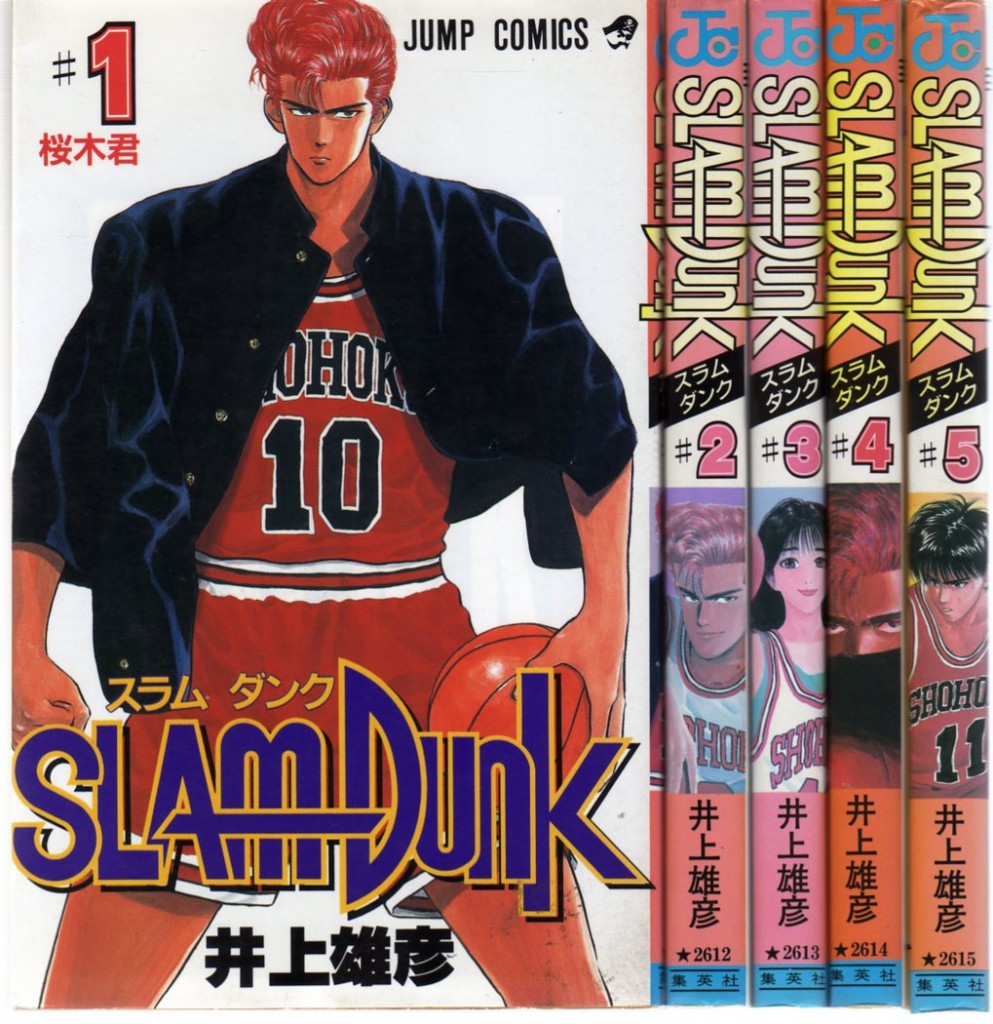 #1
桜木君
JUMP COMICS
SHOHOK
10
スラム ダンク
SLAM DUNK
井上雄彦
JC
SLAM DUNK
スラム
ダンク
#2
SHOH
井上雄彦
★2612
集英社
JC
SLAM DUNK
スラム
ダンク
#3
SHOH
井上雄彦
★2613
集英社
JC
SLAM DUNK
スラム
ダンク
#4
井上雄彦
★2614
集英社
JC
SLAM DUNK
スラム
ダンク
#5
SHOHO
11
井上雄彦
★2615
集英社